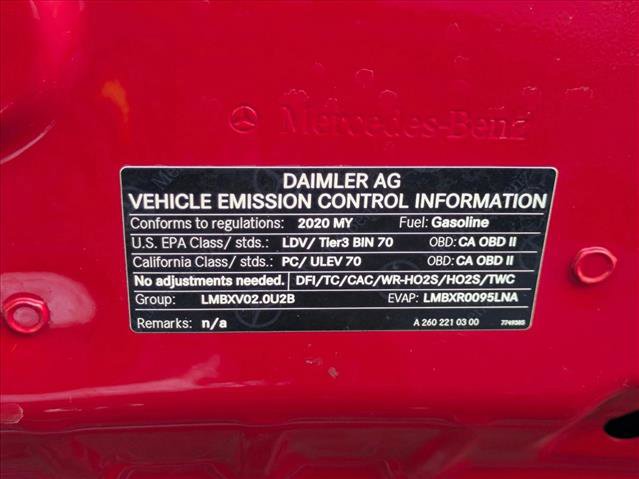 Mercedes-Benz
DAIMLER AG
VEHICLE EMISSION CONTROL INFORMATION
Conforms to regulations: 2020 MY Fuel: Gasoline
U.S. EPA Class/ stds.: LDV/ Tier3 BIN 70 OBD: CA OBD II
California Class/ stds.: PC/ ULEV 70 OBD: CA OBD II
No adjustments needed. DFI/TC/CAC/WR-HO2S/HO2S/TWC
Group: LMBXV02.0U2B EVAP: LMBXR0095LNA
Remarks: n/a A 260 221 03 00 7749385